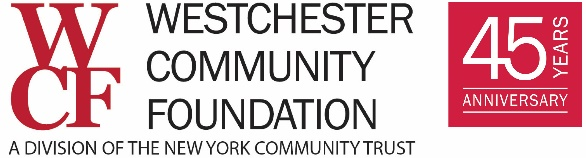 WCF
WESTCHESTER
COMMUNITY
FOUNDATION
A DIVISION OF THE NEW YORK COMMUNITY TRUST
45 YEARS
ANNIVERSARY